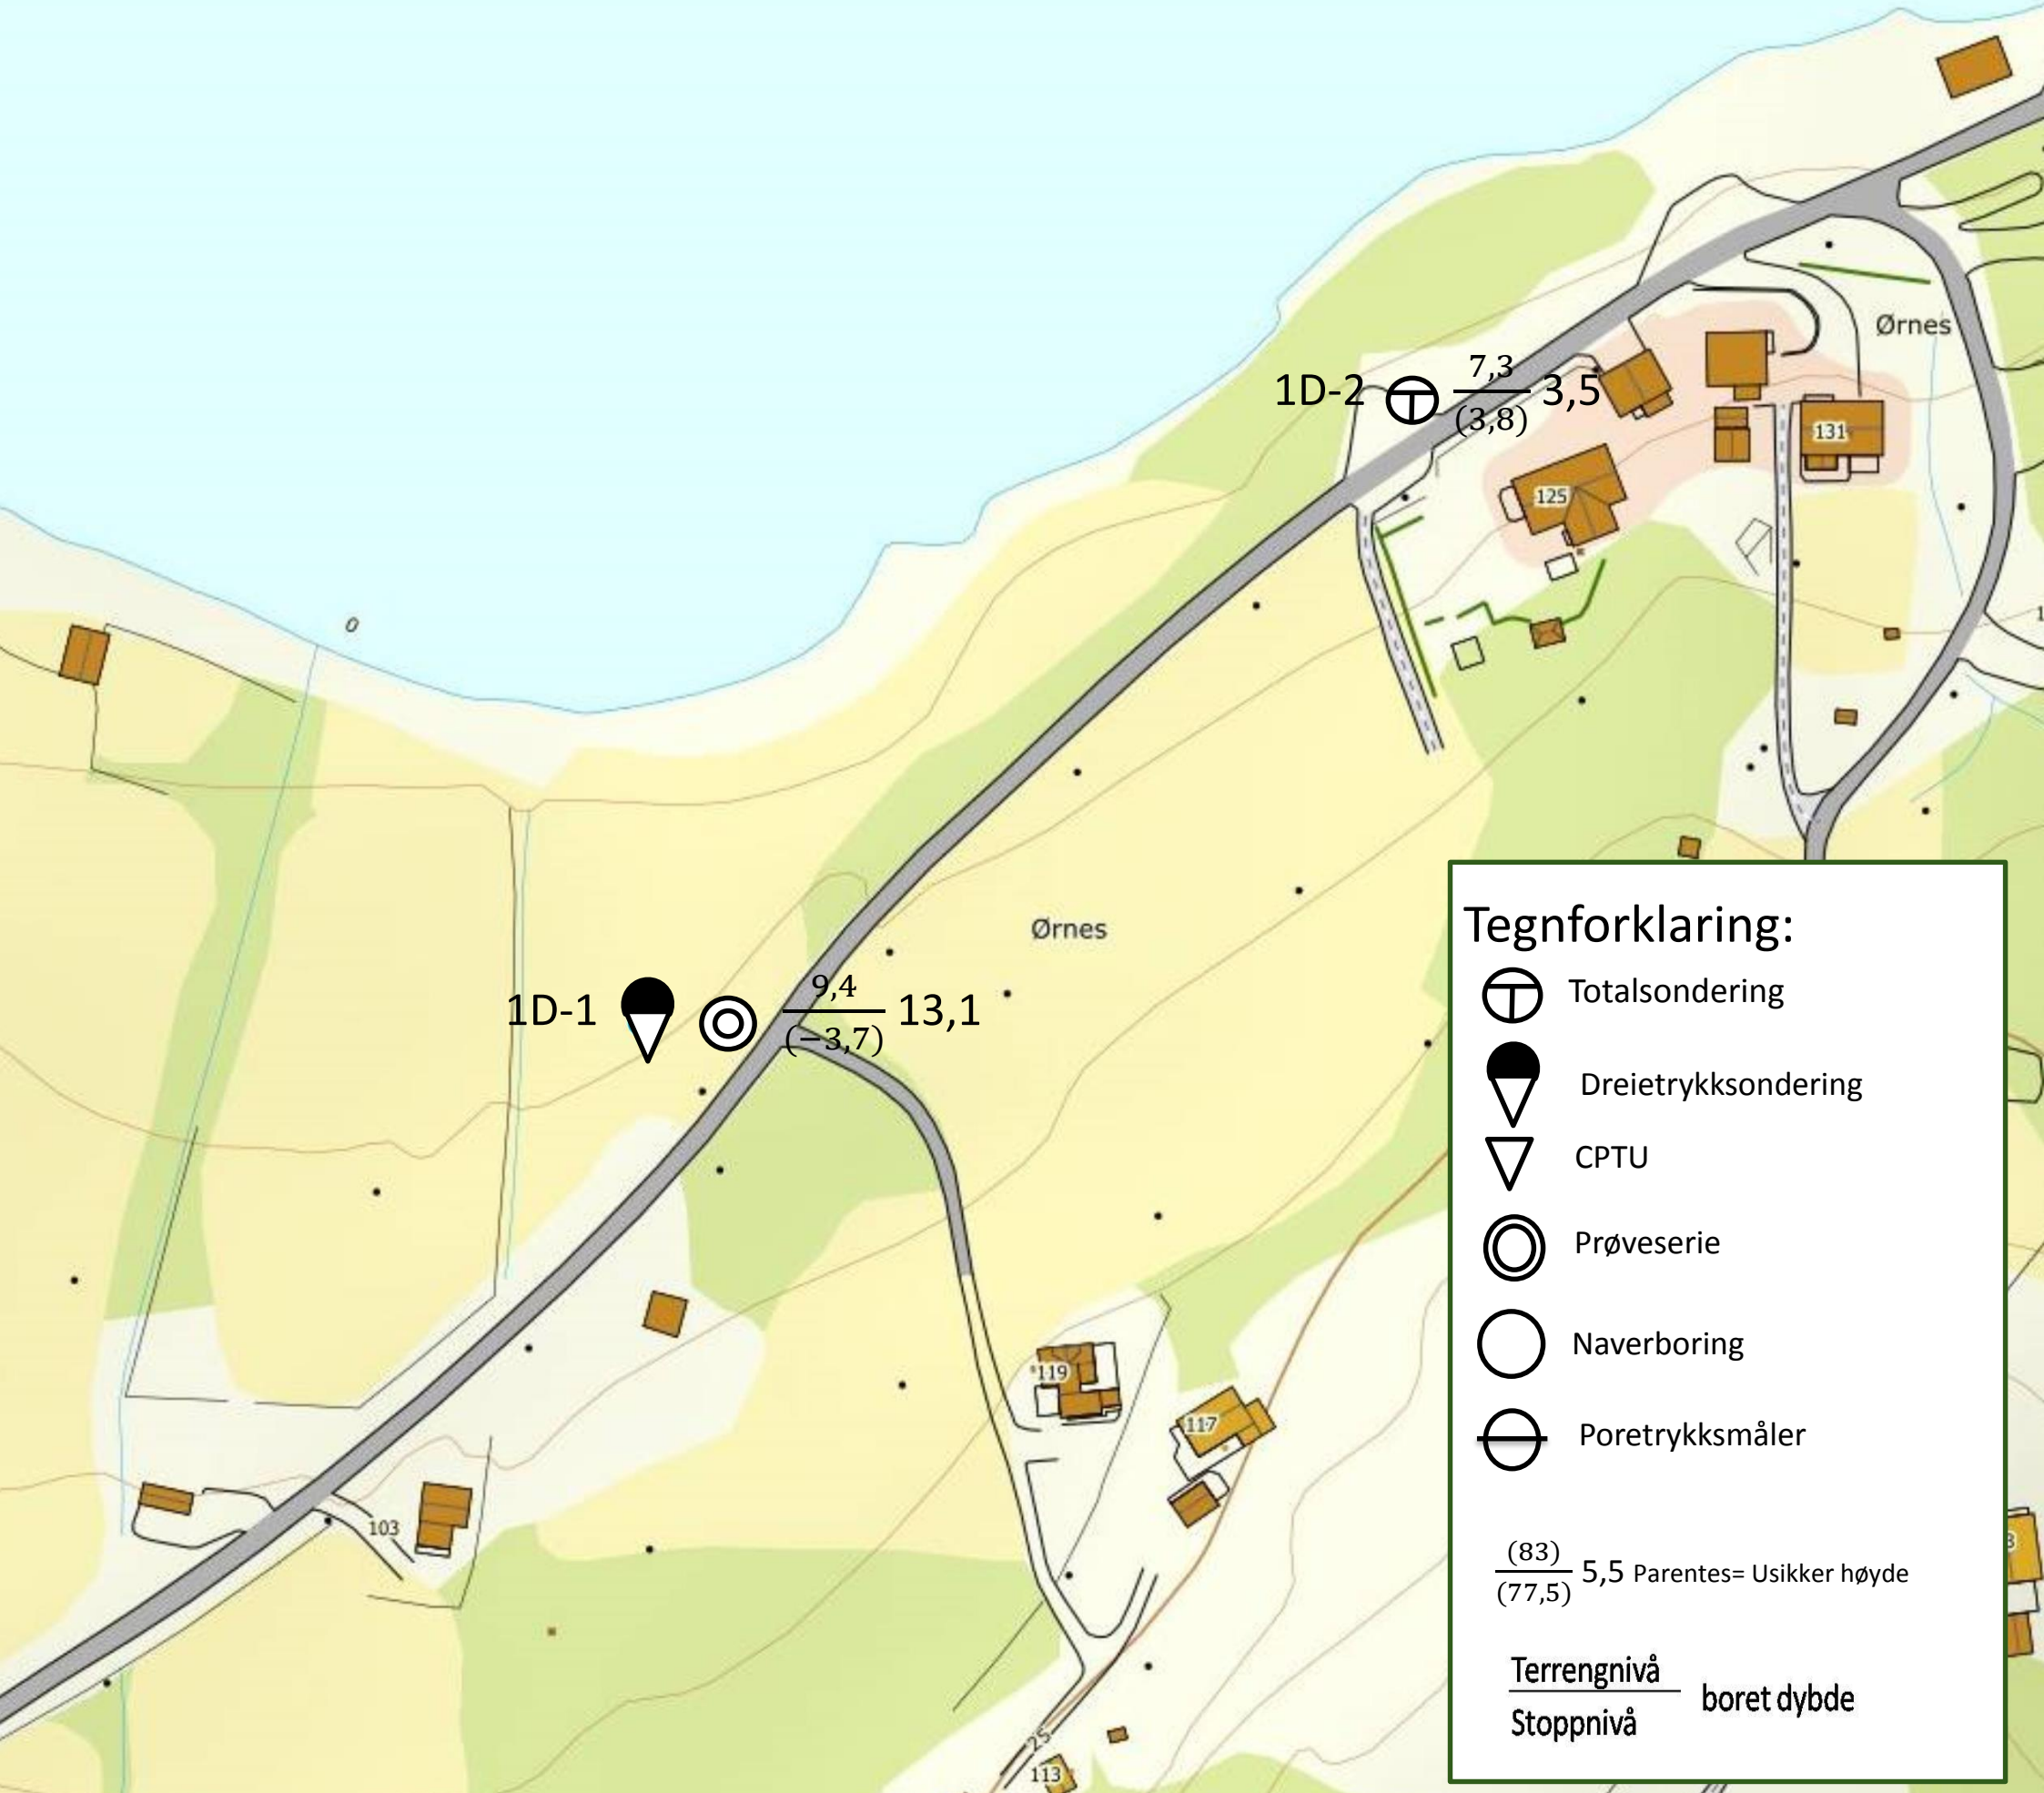 Ørnes
7,3
1D-2 3,5
(3,8)
131
125
0
Ørnes
9,4
1D-1 13,1
(−3,7)
119
117
103
25
113
Tegnforklaring:
Totalsondering
Dreietrykksondering
CPTU
Prøveserie
Naverboring
Poretrykksmåler
(83)
5,5 Parentes= Usikker høyde
(77,5)
Terrengnivå
boret dybde
Stoppnivå